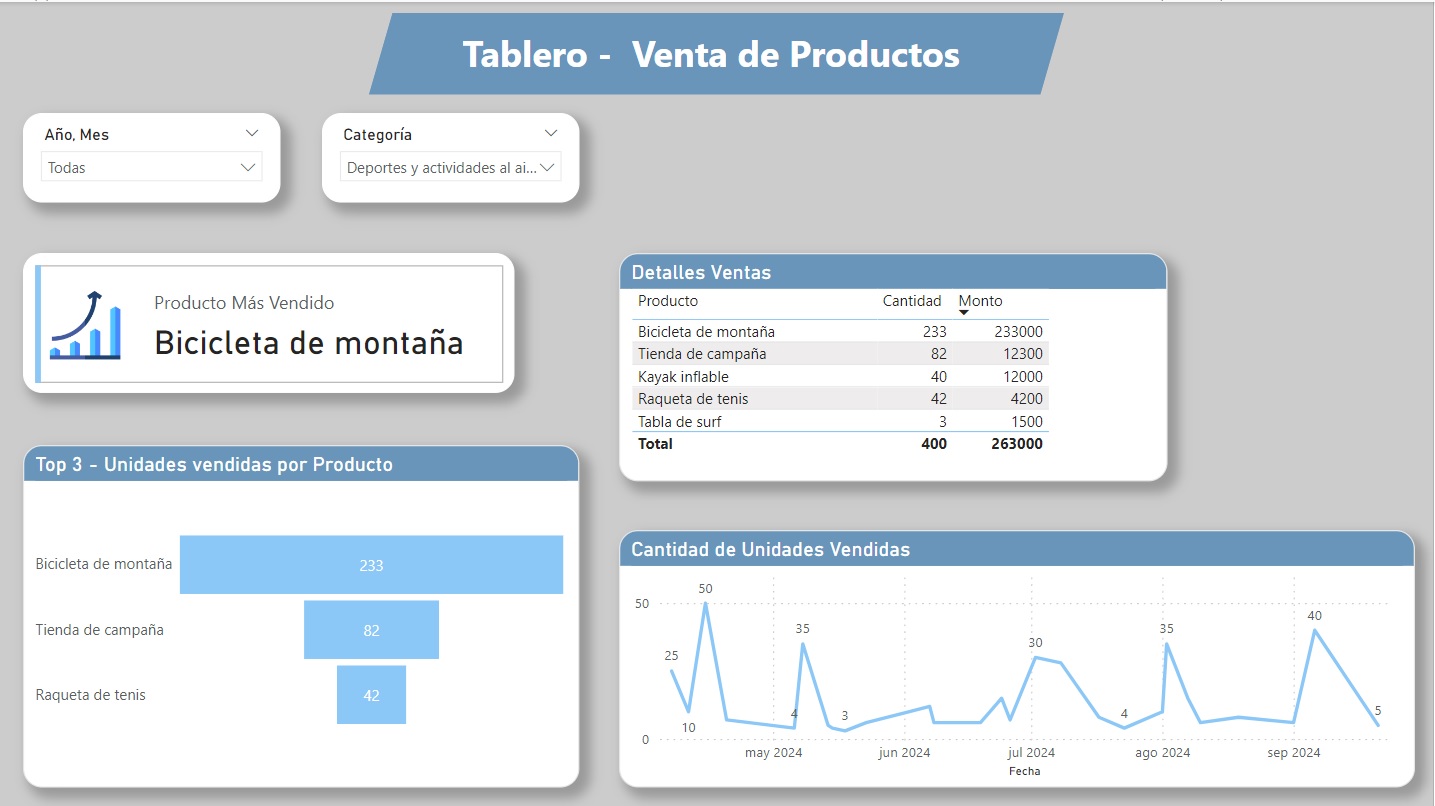 Tablero -  Venta de Productos
Año, Mes
Todas
Categoría
Deportes y actividades al ai...
Producto Más Vendido
Bicicleta de montaña
Detalles Ventas
Producto Cantidad Monto
Bicicleta de montaña 233 233000
Tienda de campaña 82 12300
Kayak inflable 40 12000
Raqueta de tenis 42 4200
Tabla de surf 3 1500
Total 400 263000
Top 3 - Unidades vendidas por Producto
Bicicleta de montaña 233
Tienda de campaña 82
Raqueta de tenis 42
Cantidad de Unidades Vendidas
50
0
25
10
50
4
35
3
30
4
35
40
5
may 2024 jun 2024 jul 2024 ago 2024 sep 2024
Fecha